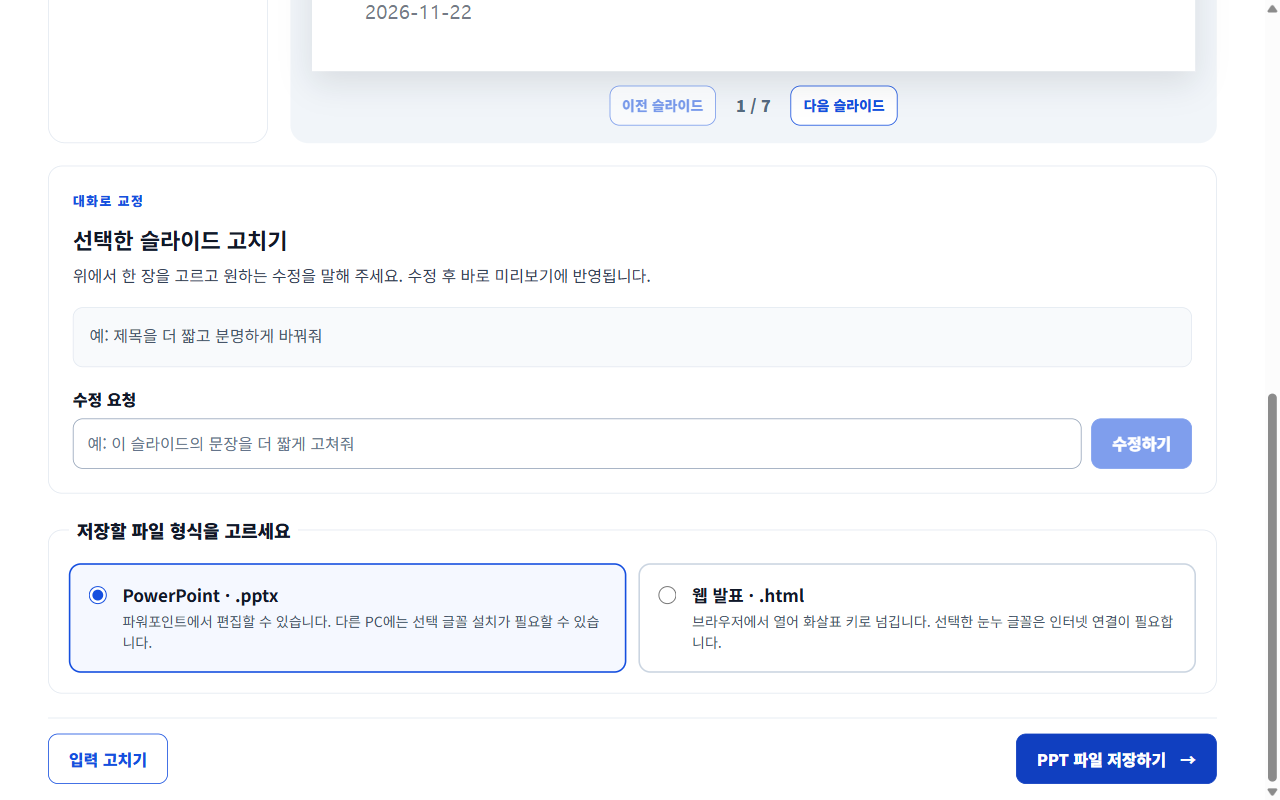 2026-11-22
이전 슬라이드
1 / 7
다음 슬라이드
대화로 교정
선택한 슬라이드 고치기
위에서 한 장을 고르고 원하는 수정을 말해 주세요. 수정 후 바로 미리보기에 반영됩니다.
예: 제목을 더 짧고 분명하게 바꿔줘
수정 요청
예: 이 슬라이드의 문장을 더 짧게 고쳐줘
수정하기
저장할 파일 형식을 고르세요
PowerPoint · .pptx
파워포인트에서 편집할 수 있습니다. 다른 PC에는 선택 글꼴 설치가 필요할 수 있습
니다.
웹 발표 · .html
브라우저에서 열어 화살표 키로 넘깁니다. 선택한 눈누 글꼴은 인터넷 연결이 필요합
니다.
입력 고치기
PPT 파일 저장하기 →